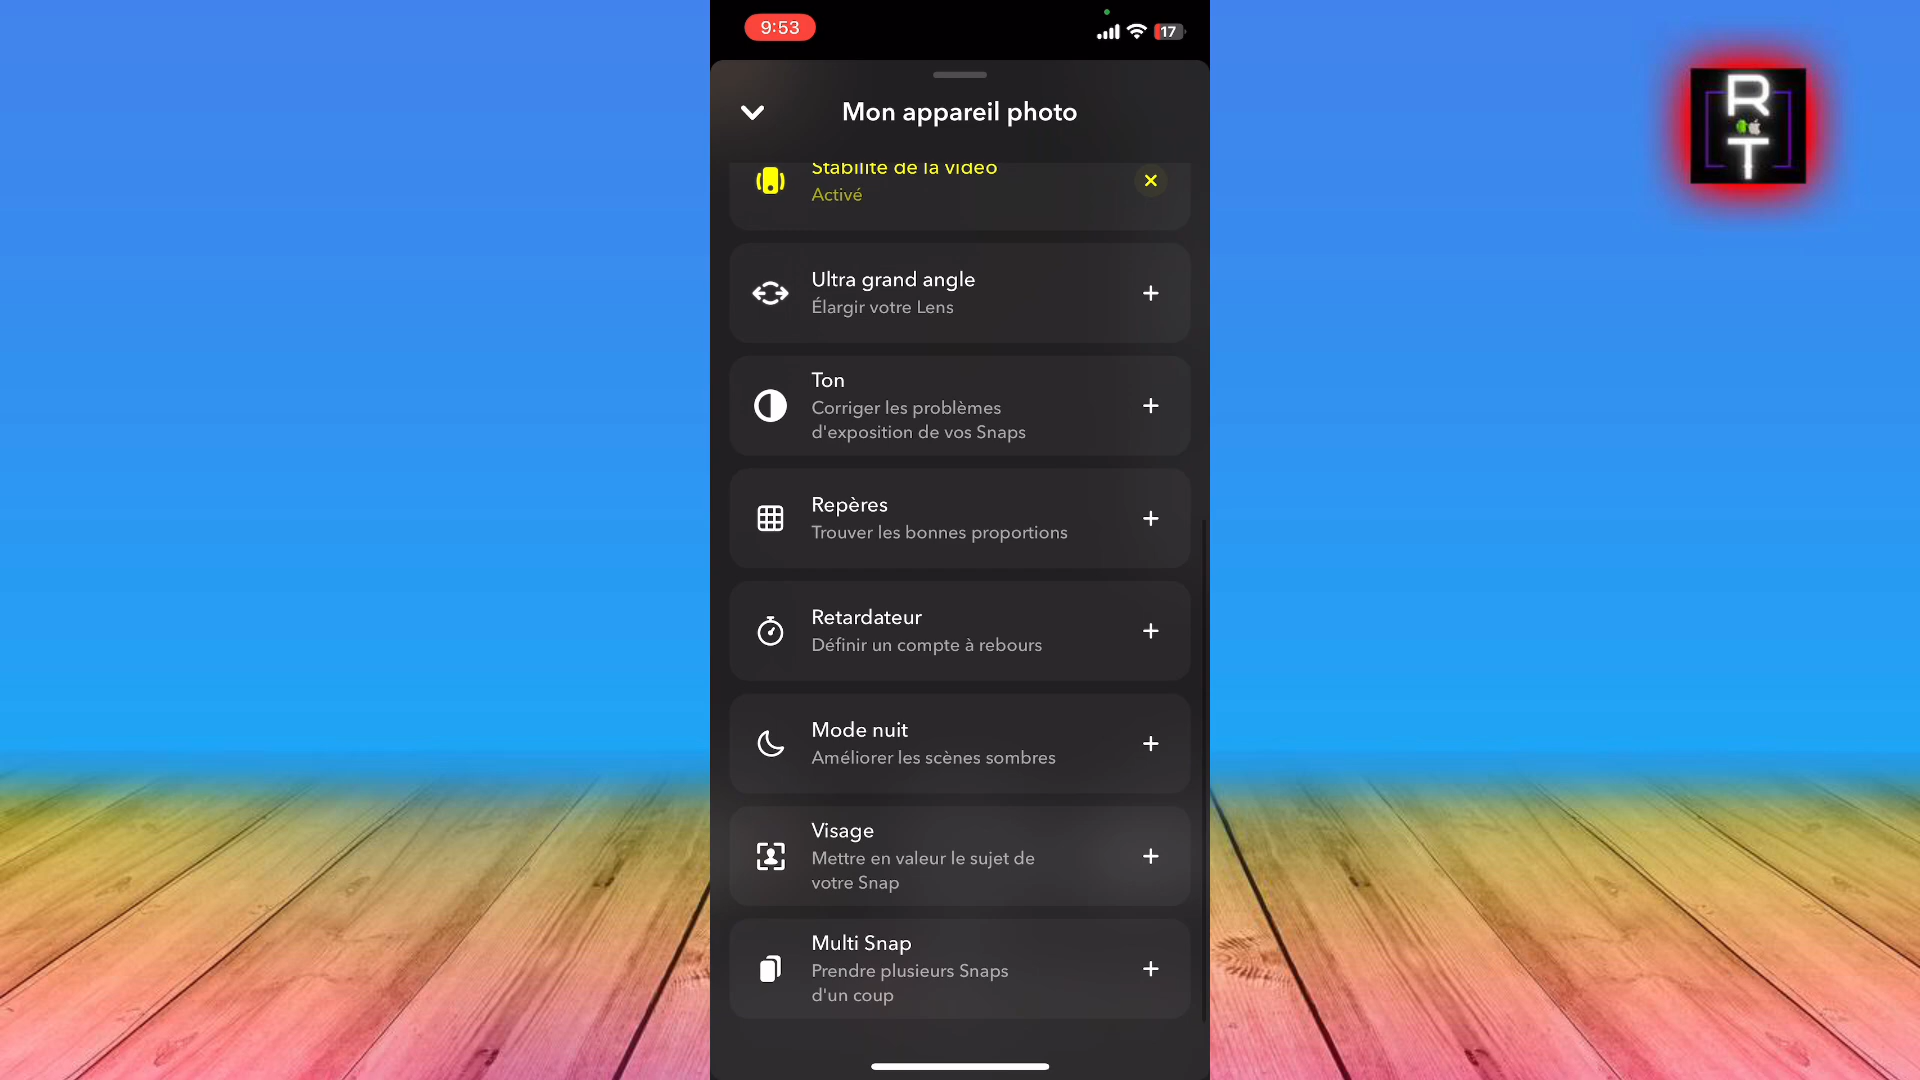 9:53
17
Mon appareil photo
Stabilité de la vidéo
Activé
Ultra grand angle
Élargir votre Lens
Ton
Corriger les problèmes
d'exposition de vos Snaps
Repères
Trouver les bonnes proportions
Retardateur
Définir un compte à rebours
Mode nuit
Améliorer les scènes sombres
Visage
Mettre en valeur le sujet de
votre Snap
Multi Snap
Prendre plusieurs Snaps
d'un coup
R
T